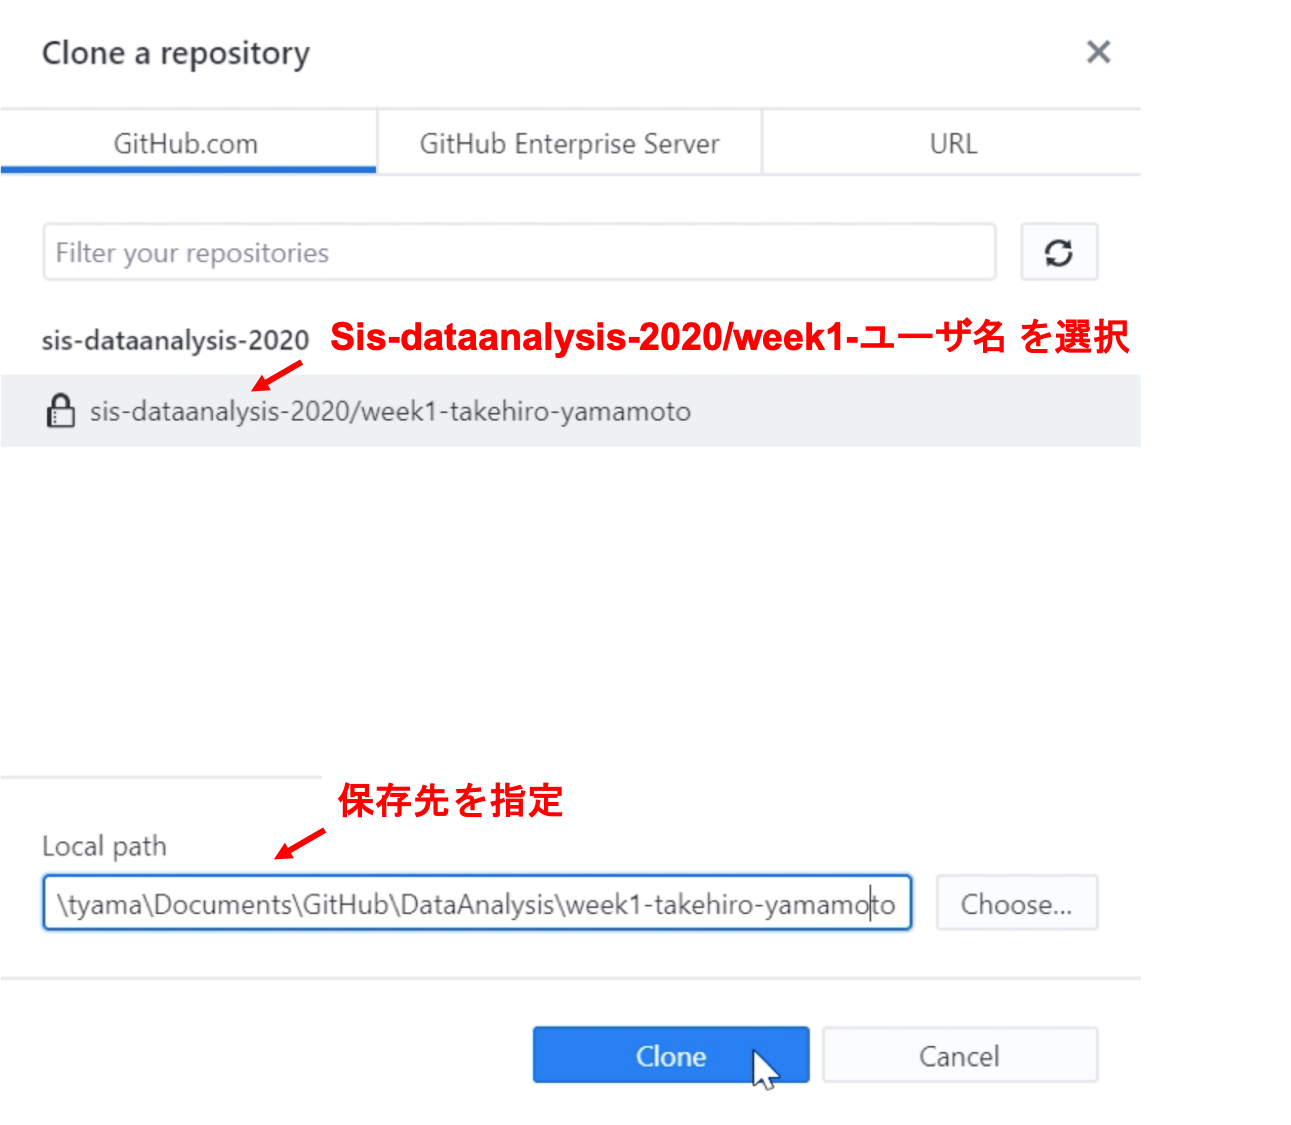 Clone a repository
GitHub.com
GitHub Enterprise Server
URL
Filter your repositories
sis-dataanalysis-2020
Sis-dataanalysis-2020/week1-ユーザ名 を選択
sis-dataanalysis-2020/week1-takehiro-yamamoto
保存先を指定
Local path
\tyama\Documents\GitHub\DataAnalysis\week1-takehiro-yamamoto
Choose...
Clone
Cancel